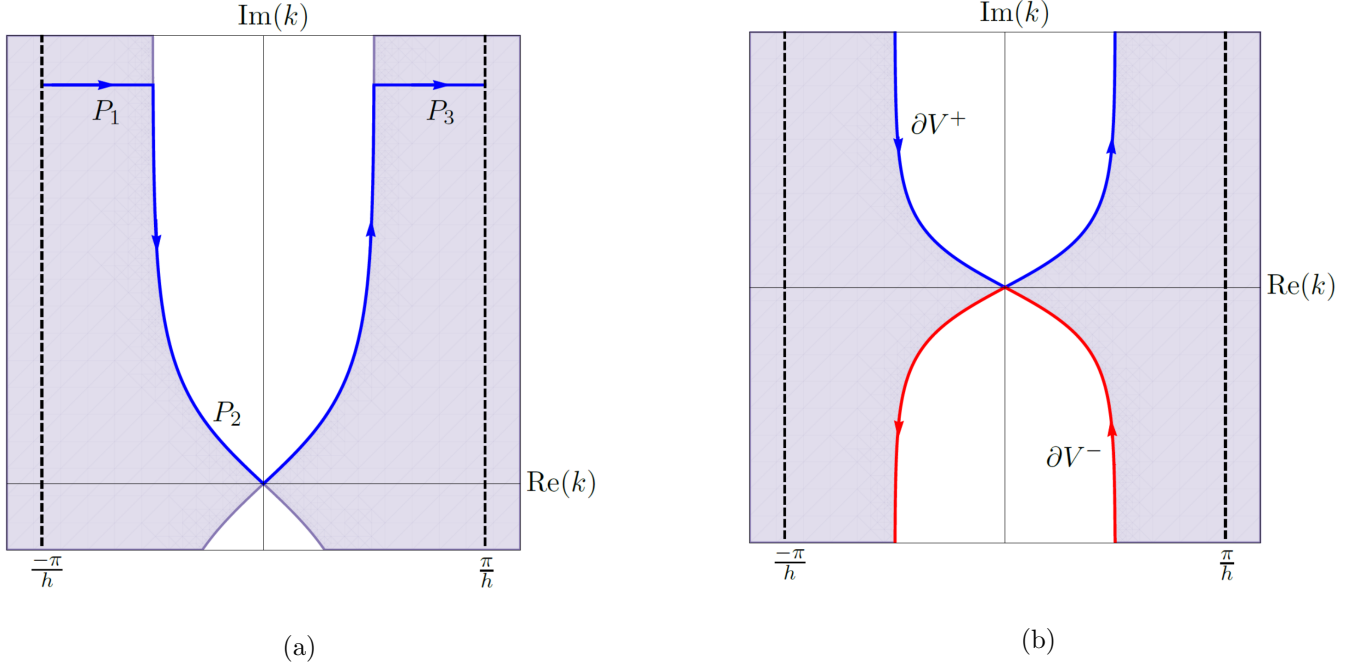 Im(k)
P₁
P₃
P₂
Re(k)
-π/h
π/h
(a)
Im(k)
∂V⁺
Re(k)
∂V⁻
-π/h
π/h
(b)